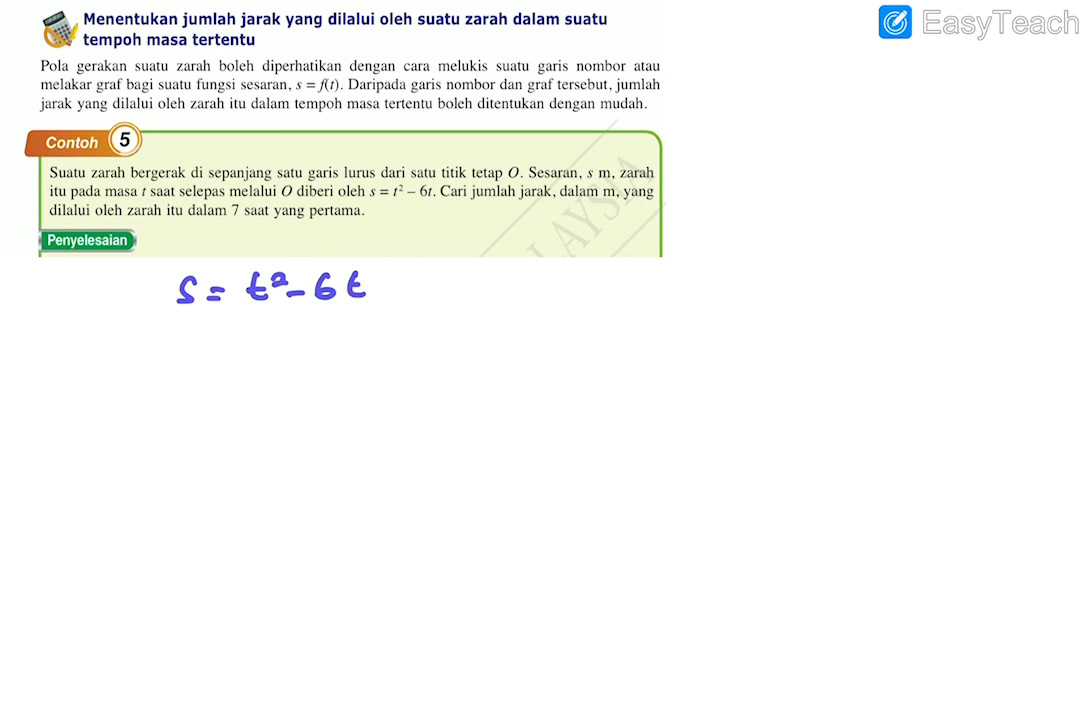 Menentukan jumlah jarak yang dilalui oleh suatu zarah dalam suatu
tempoh masa tertentu
EasyTeach
Pola gerakan suatu zarah boleh diperhatikan dengan cara melukis suatu garis nombor atau
melakar graf bagi suatu fungsi sesaran, s = f(t). Daripada garis nombor dan graf tersebut, jumlah
jarak yang dilalui oleh zarah itu dalam tempoh masa tertentu boleh ditentukan dengan mudah.
Contoh 5
Suatu zarah bergerak di sepanjang satu garis lurus dari satu titik tetap O. Sesaran, s m, zarah
itu pada masa t saat selepas melalui O diberi oleh s = t² – 6t. Cari jumlah jarak, dalam m, yang
dilalui oleh zarah itu dalam 7 saat yang pertama.
Penyelesaian
s = t² – 6t